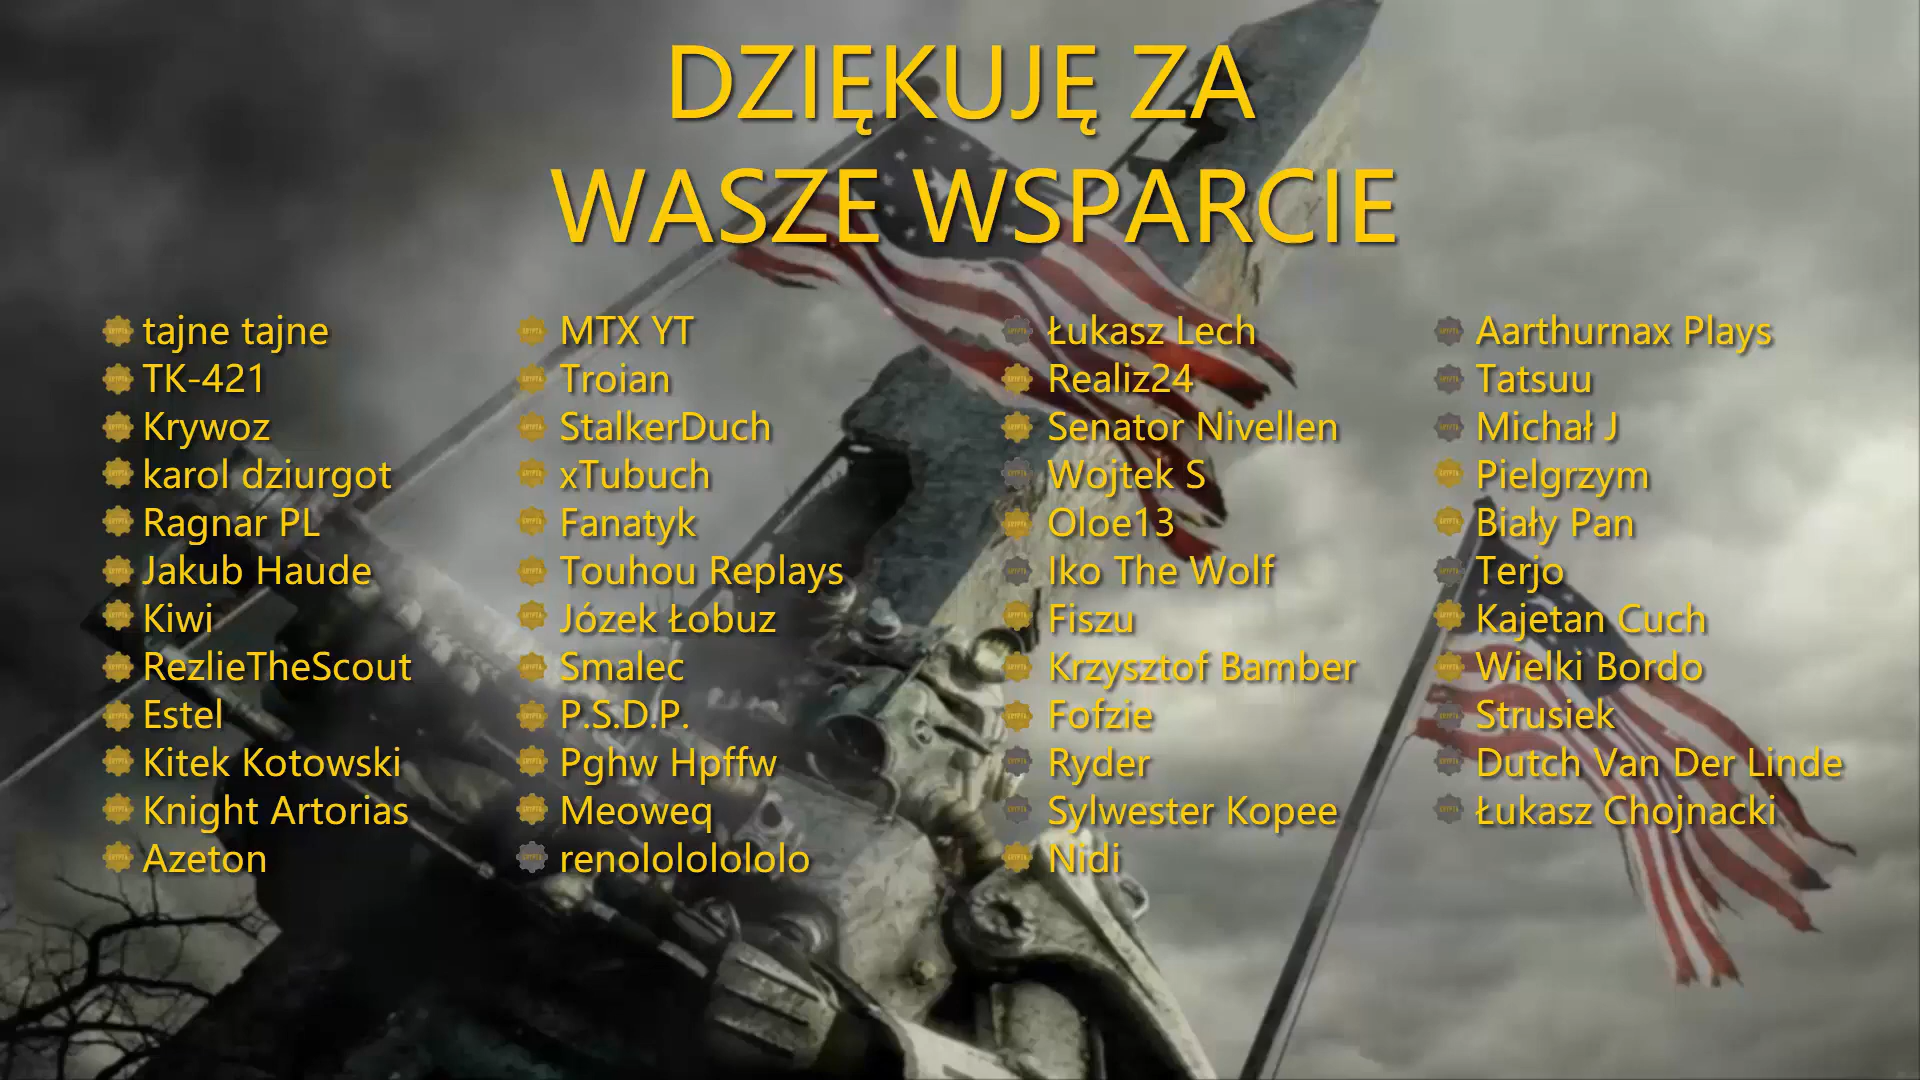 DZIĘKUJĘ ZA
WASZE WSPARCIE
tajne tajne
TK-421
Krywoz
karol dziurgot
Ragnar PL
Jakub Haude
Kiwi
RezlieTheScout
Estel
Kitek Kotowski
Knight Artorias
Azeton
MTX YT
Troian
StalkerDuch
xTubuch
Fanatyk
Touhou Replays
Józek Łobuz
Smalec
P.S.D.P.
Pghw Hpffw
Meoweq
renolololololo
Łukasz Lech
Realiz24
Senator Nivellen
Wojtek S
Oloe13
Iko The Wolf
Fiszu
Krzysztof Bamber
Fofzie
Ryder
Sylwester Kopee
Nidi
Aarthurnax Plays
Tatsuu
Michał J
Pielgrzym
Biały Pan
Terjo
Kajetan Cuch
Wielki Bordo
Strusiek
Dutch Van Der Linde
Łukasz Chojnacki